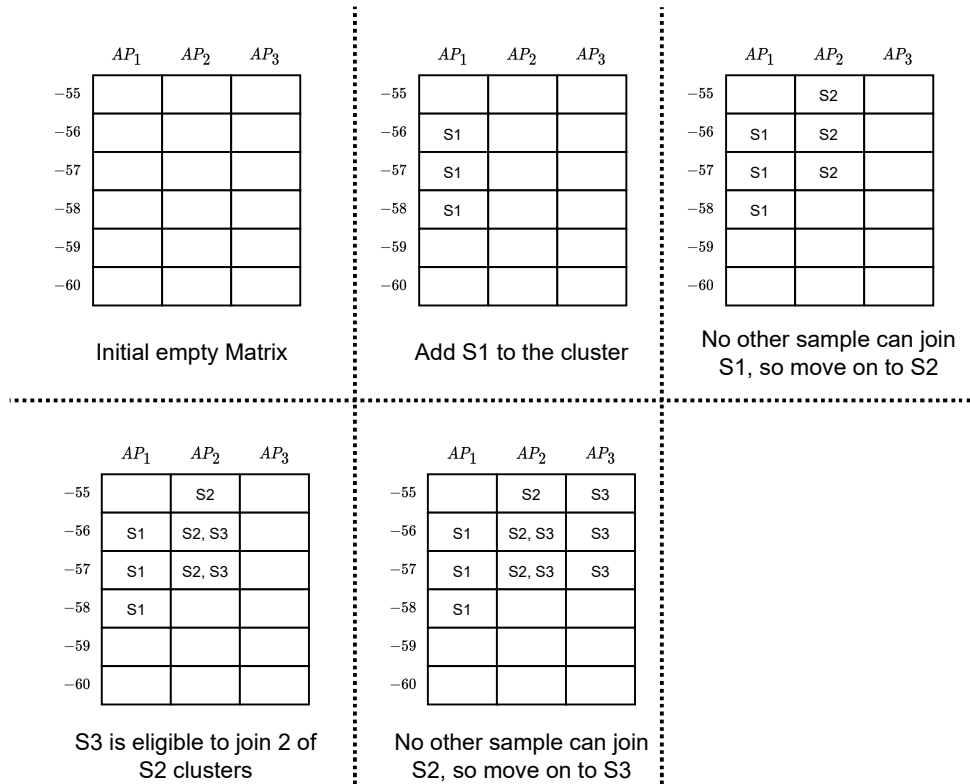 AP1 AP2 AP3
−55
−56
−57
−58
−59
−60
Initial empty Matrix
AP1 AP2 AP3
−55
−56 S1
−57 S1
−58 S1
−59
−60
Add S1 to the cluster
AP1 AP2 AP3
−55 S2
−56 S1 S2
−57 S1 S2
−58 S1
−59
−60
No other sample can join
S1, so move on to S2
AP1 AP2 AP3
−55 S2
−56 S1 S2, S3
−57 S1 S2, S3
−58 S1
−59
−60
S3 is eligible to join 2 of
S2 clusters
AP1 AP2 AP3
−55 S2 S3
−56 S1 S2, S3 S3
−57 S1 S2, S3 S3
−58 S1
−59
−60
No other sample can join
S2, so move on to S3